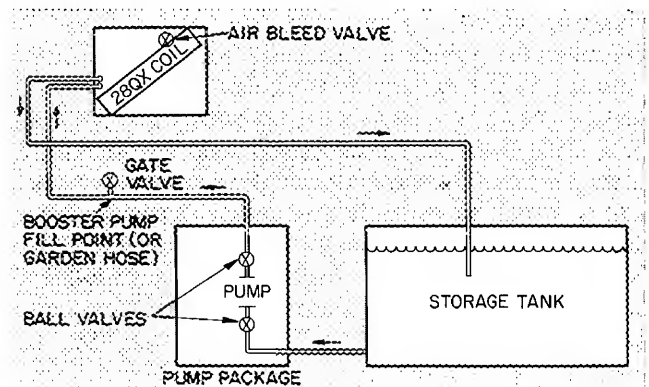 AIR BLEED VALVE
28QX COIL
GATE
VALVE
BOOSTER PUMP
FILL POINT (OR
GARDEN HOSE)
PUMP
BALL VALVES
STORAGE TANK
PUMP PACKAGE